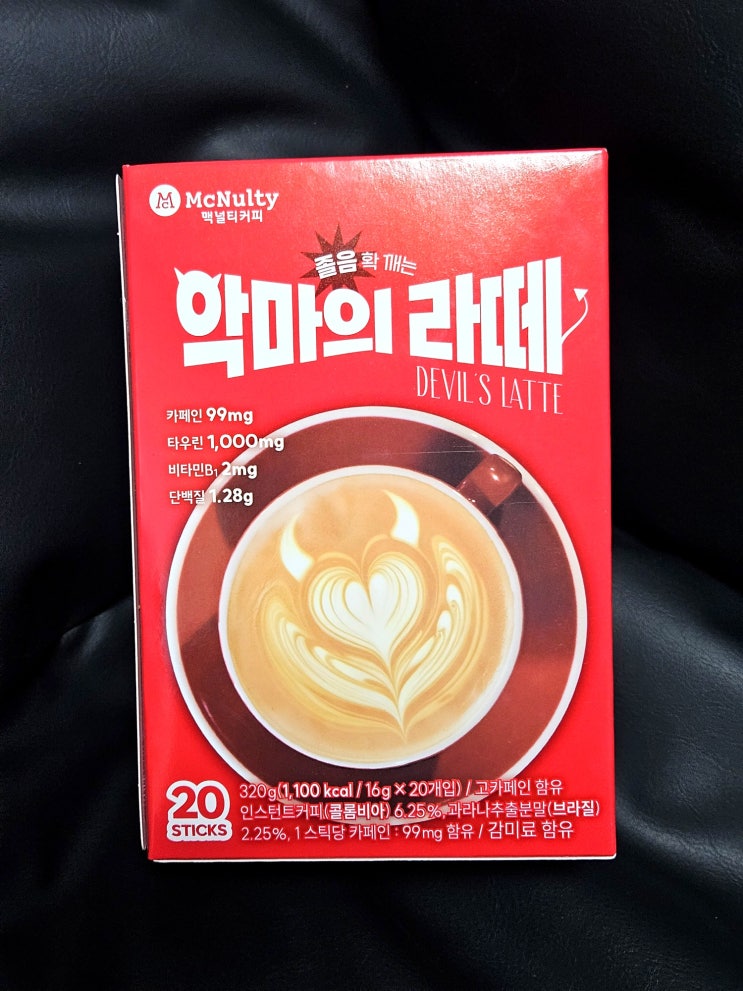 McNulty
맥널티커피
졸음 확 깨는
악마의 라떼
DEVIL'S LATTE
카페인 99mg
타우린 1,000mg
비타민B₁ 2mg
단백질 1.28g
20
STICKS
320g(1,100 kcal / 16g × 20개입) / 고카페인 함유
인스턴트커피(콜롬비아) 6.25%, 과라나추출분말(브라질)
2.25%, 1 스틱당 카페인 : 99mg 함유 / 감미료 함유